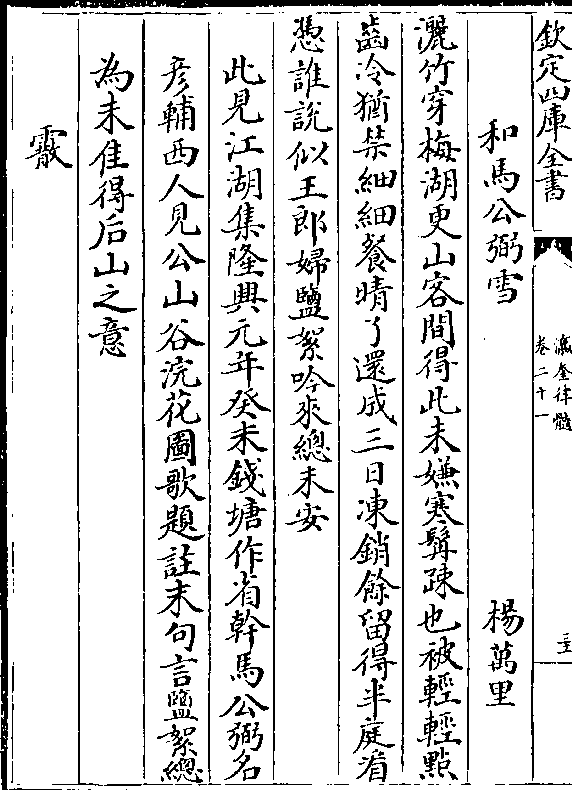 欽定四庫全書
瀛奎律髓
卷二十一
三五
和馬公弼雪
楊萬里
灑竹穿梅湖更山客間得此未嫌寒髯疎也被輕輕點
齒冷猶禁細細餐晴了還成三日凍銷餘留得半庭看
憑誰說似王郎婦鹽絮吟來總未安
此見江湖集隆興元年癸未錢塘作省幹馬公弼名
彦輔西人見公山谷浣花圖歌題註末句言鹽絮總
為未佳得后山之意
霰